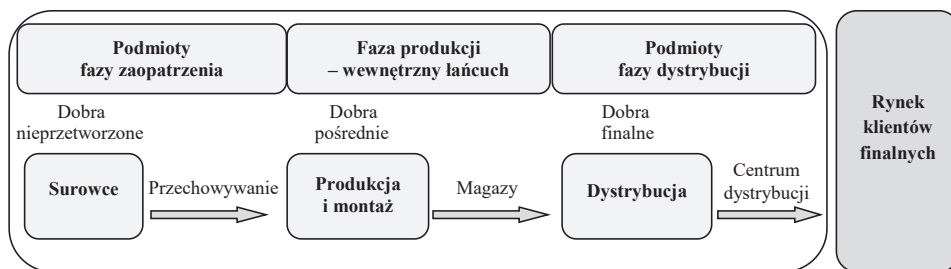 Podmioty
fazy zaopatrzenia
Faza produkcji
– wewnętrzny łańcuch
Podmioty
fazy dystrybucji
Rynek
klientów
finalnych
Dobra
nieprzetworzone
Dobra
pośrednie
Dobra
finalne
Surowce
Przechowywanie
Produkcja
i montaż
Magazy
Dystrybucja
Centrum
dystrybucji